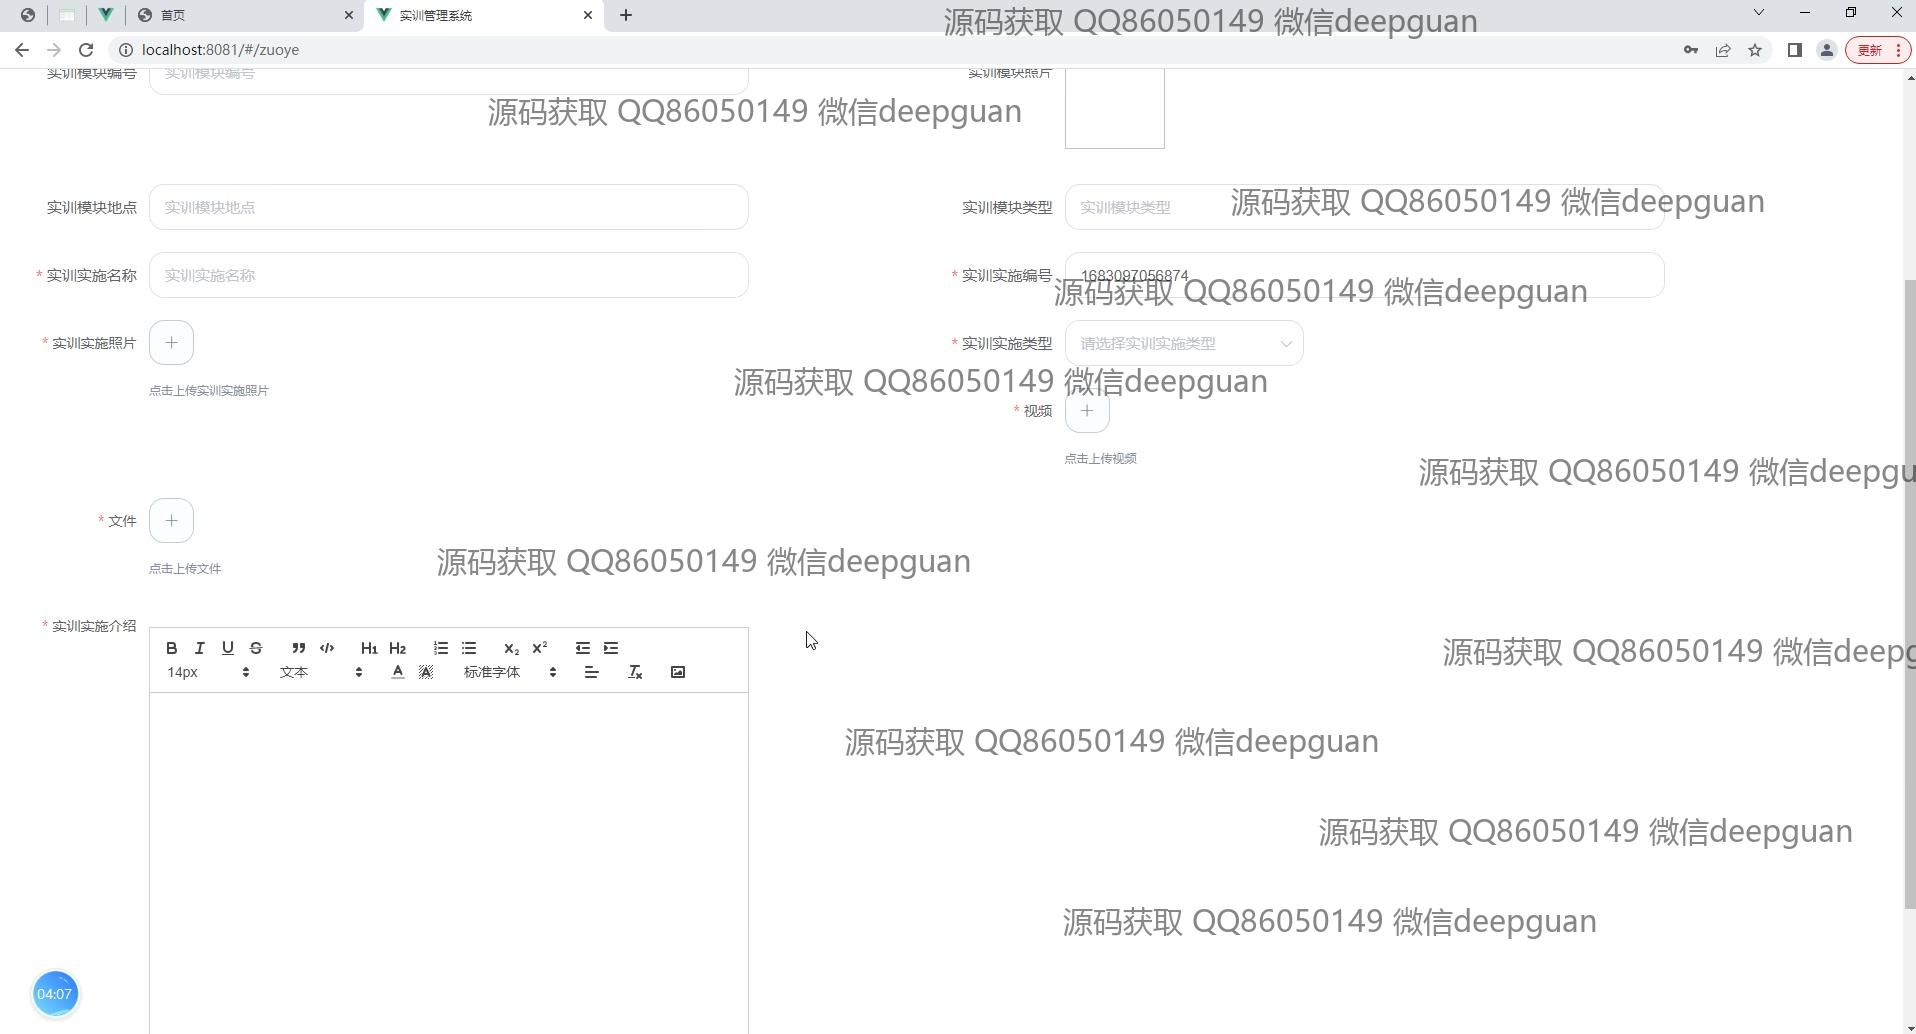 首页
实训管理系统
源码获取 QQ86050149 微信deepguan
localhost:8081/#/zuoye
更新
实训模块编号
实训模块编号
实训模块照片
源码获取 QQ86050149 微信deepguan
实训模块地点
实训模块地点
实训模块类型
实训模块类型
源码获取 QQ86050149 微信deepguan
* 实训实施名称
实训实施名称
* 实训实施编号
1683097056874
源码获取 QQ86050149 微信deepguan
* 实训实施照片
点击上传实训实施照片
* 实训实施类型
请选择实训实施类型
源码获取 QQ86050149 微信deepguan
* 视频
点击上传视频
源码获取 QQ86050149 微信deepgu
* 文件
点击上传文件
源码获取 QQ86050149 微信deepguan
* 实训实施介绍
B I U S H1 H2 X2 X2
14px 文本 A A 标准字体 Tx
源码获取 QQ86050149 微信deepg
源码获取 QQ86050149 微信deepguan
源码获取 QQ86050149 微信deepguan
源码获取 QQ86050149 微信deepguan
04:07